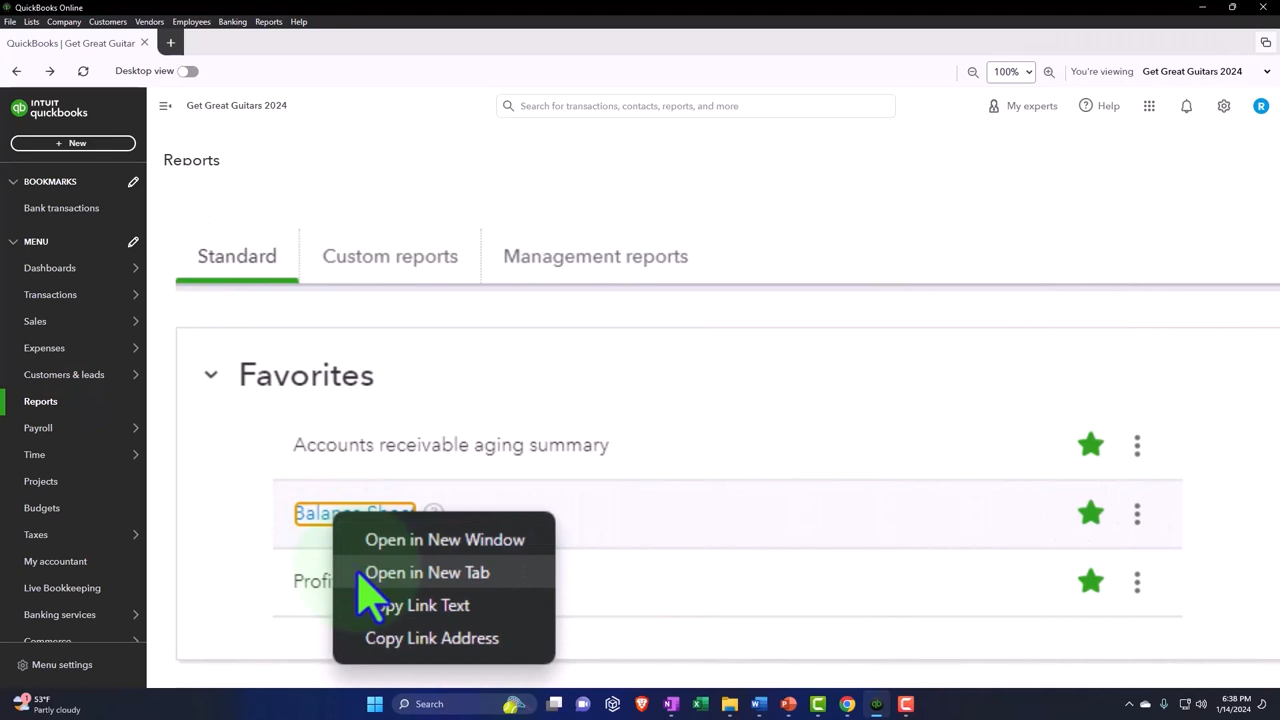 QuickBooks Online
File Lists Company Customers Vendors Employees Banking Reports Help
QuickBooks | Get Great Guitar
Desktop view
100%
You're viewing Get Great Guitars 2024
INTUIT
quickbooks
Get Great Guitars 2024
Search for transactions, contacts, reports, and more
My experts
Help
R
+ New
Reports
BOOKMARKS
Bank transactions
MENU
Dashboards
Transactions
Sales
Expenses
Customers & leads
Reports
Payroll
Time
Projects
Budgets
Taxes
My accountant
Live Bookkeeping
Banking services
Commerce
Menu settings
Standard Custom reports Management reports
Favorites
Accounts receivable aging summary
Balance Sheet
Open in New Window
Open in New Tab
Profi
Copy Link Text
Copy Link Address
53°F
Partly cloudy
Search
6:38 PM
1/14/2024